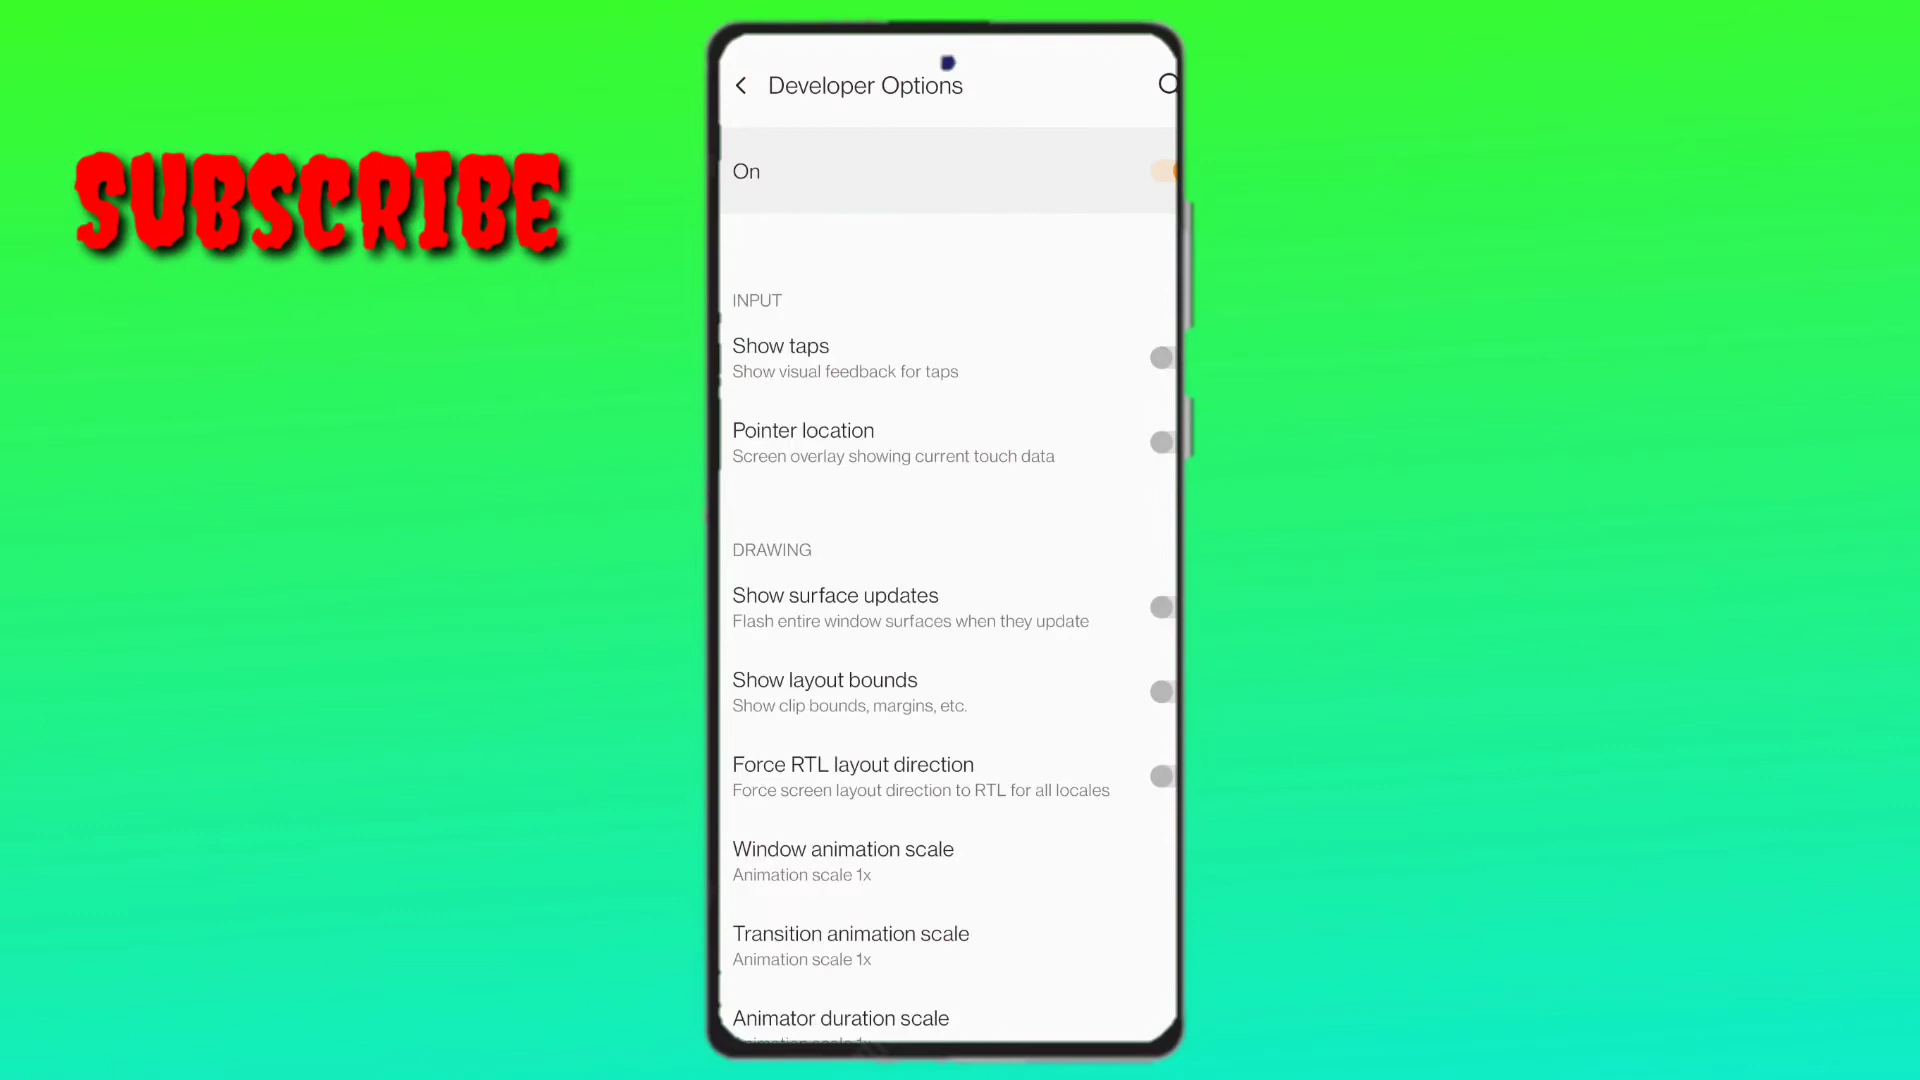 SUBSCRIBE
Developer Options
On
INPUT
Show taps
Show visual feedback for taps
Pointer location
Screen overlay showing current touch data
DRAWING
Show surface updates
Flash entire window surfaces when they update
Show layout bounds
Show clip bounds, margins, etc.
Force RTL layout direction
Force screen layout direction to RTL for all locales
Window animation scale
Animation scale 1x
Transition animation scale
Animation scale 1x
Animator duration scale